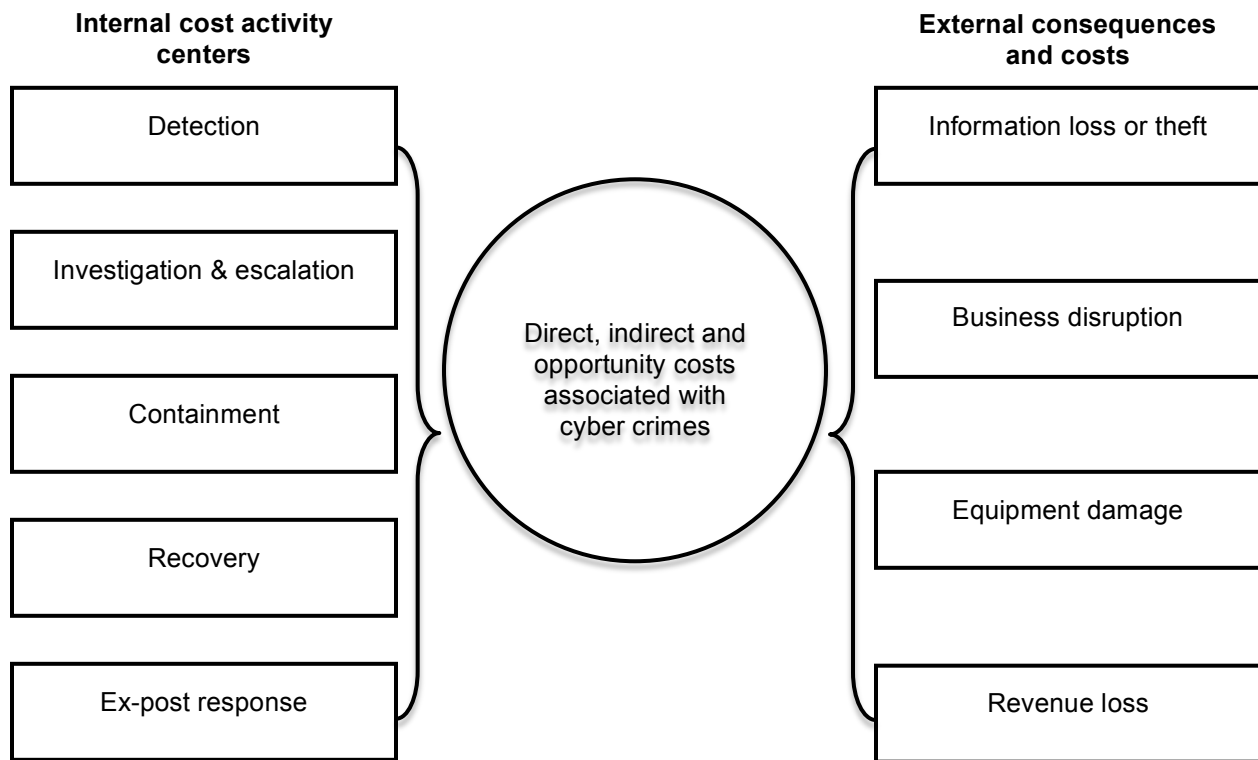 Internal cost activity
centers
Detection
Investigation & escalation
Containment
Recovery
Ex-post response
Direct, indirect and
opportunity costs
associated with
cyber crimes
External consequences
and costs
Information loss or theft
Business disruption
Equipment damage
Revenue loss